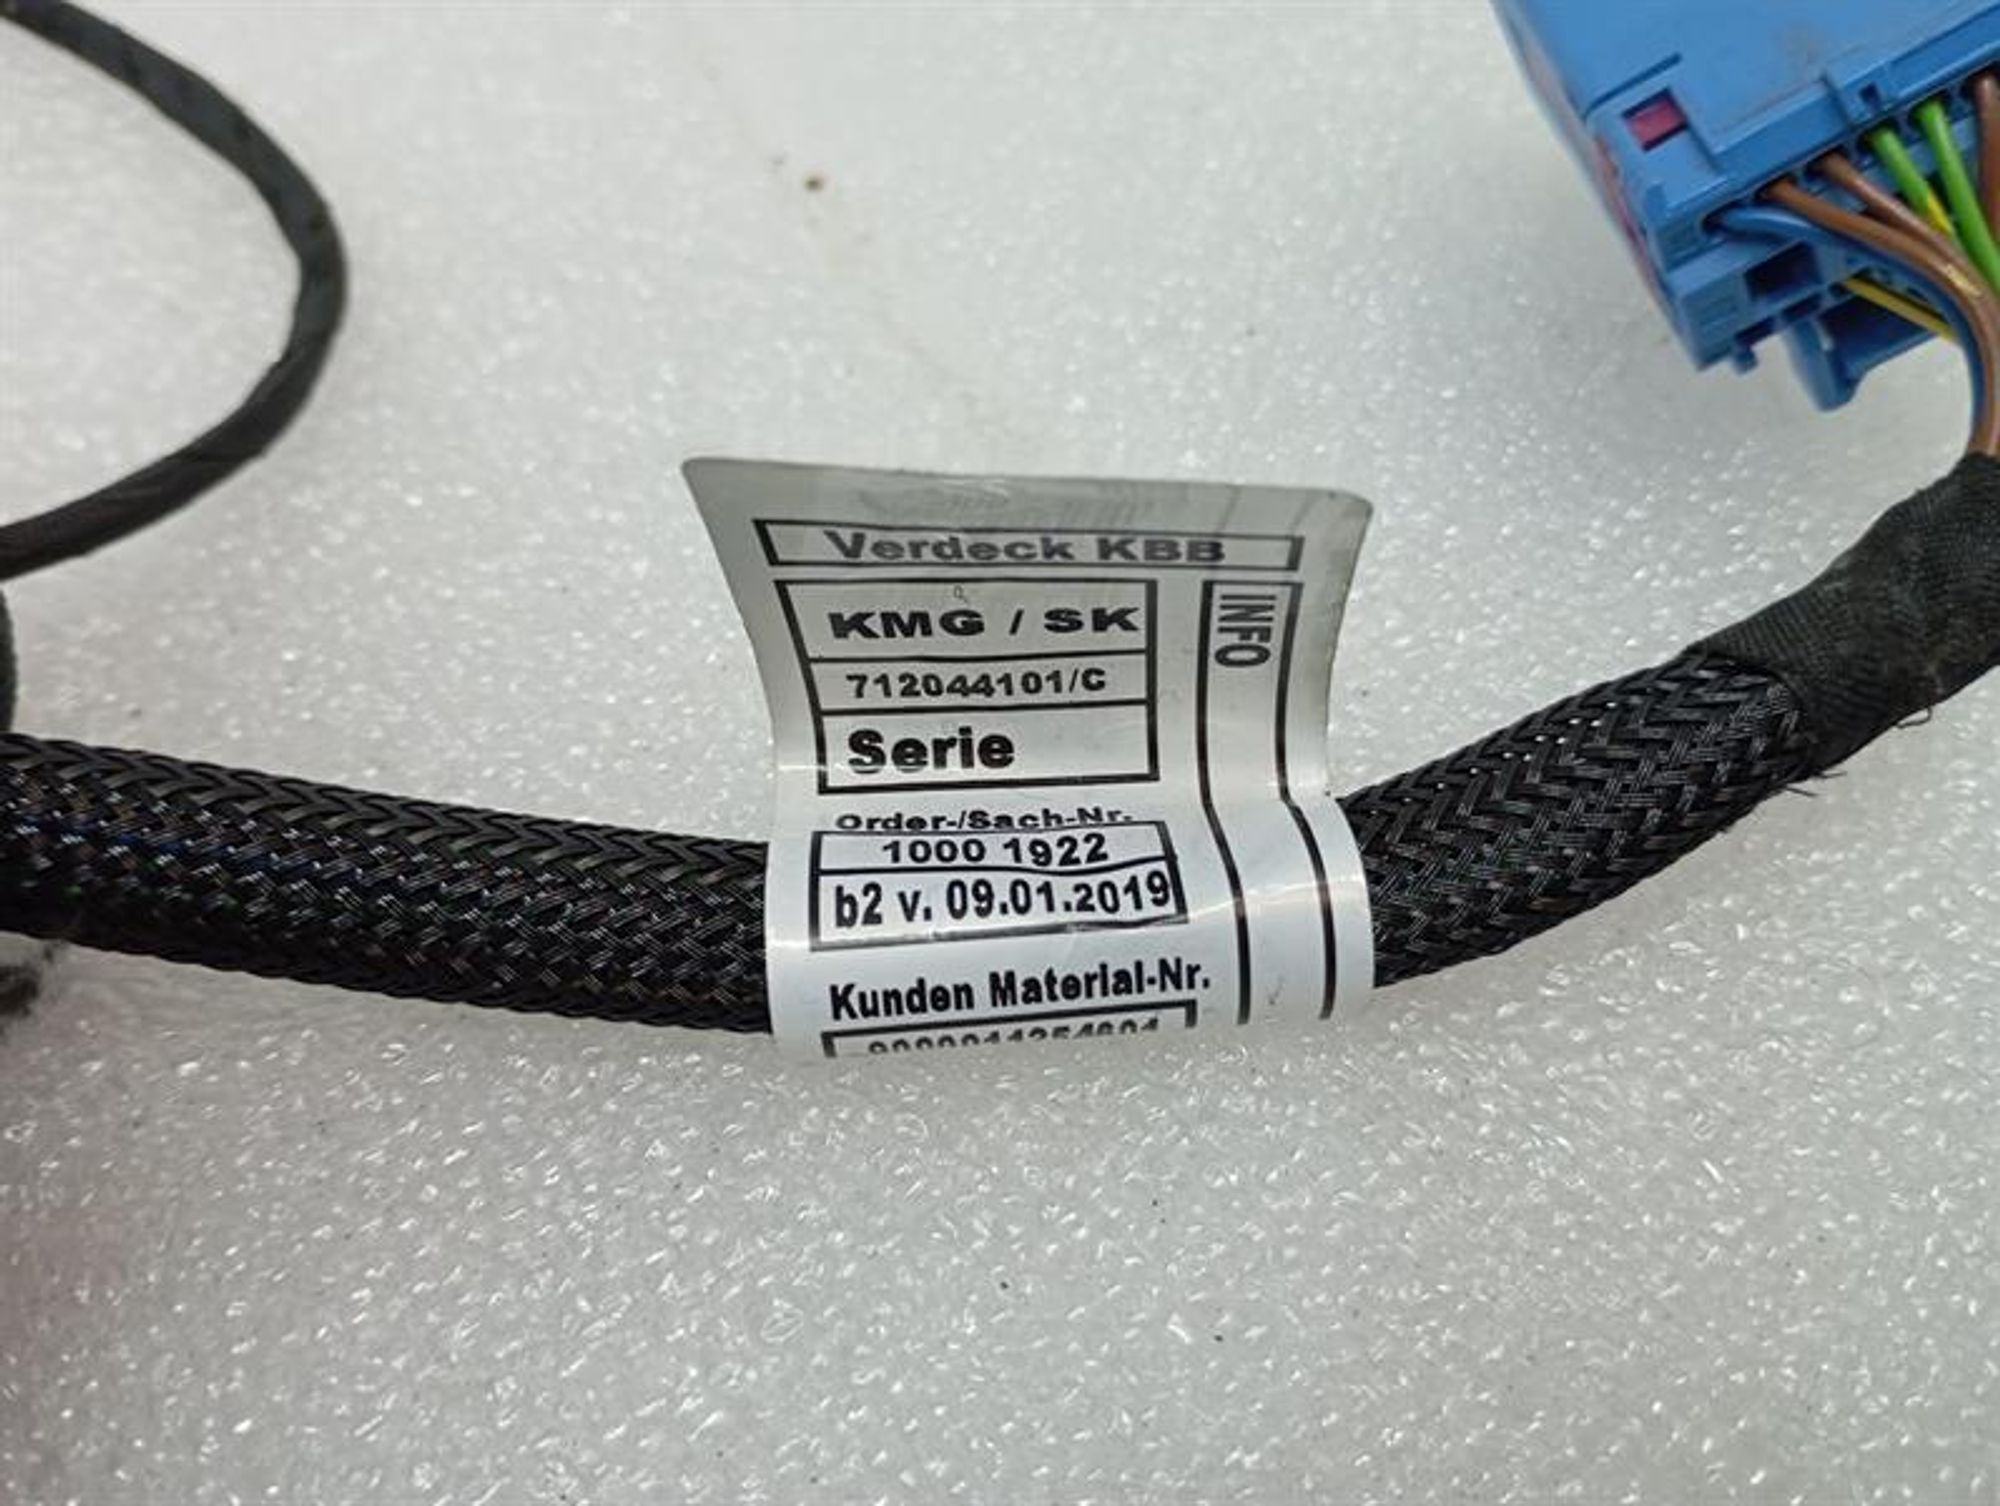 Verdeck KBB
KMG / SK
INFO
712044101/C
Serie
Order-/Sach-Nr.
1000 1922
b2 v. 09.01.2019
Kunden Material-Nr.